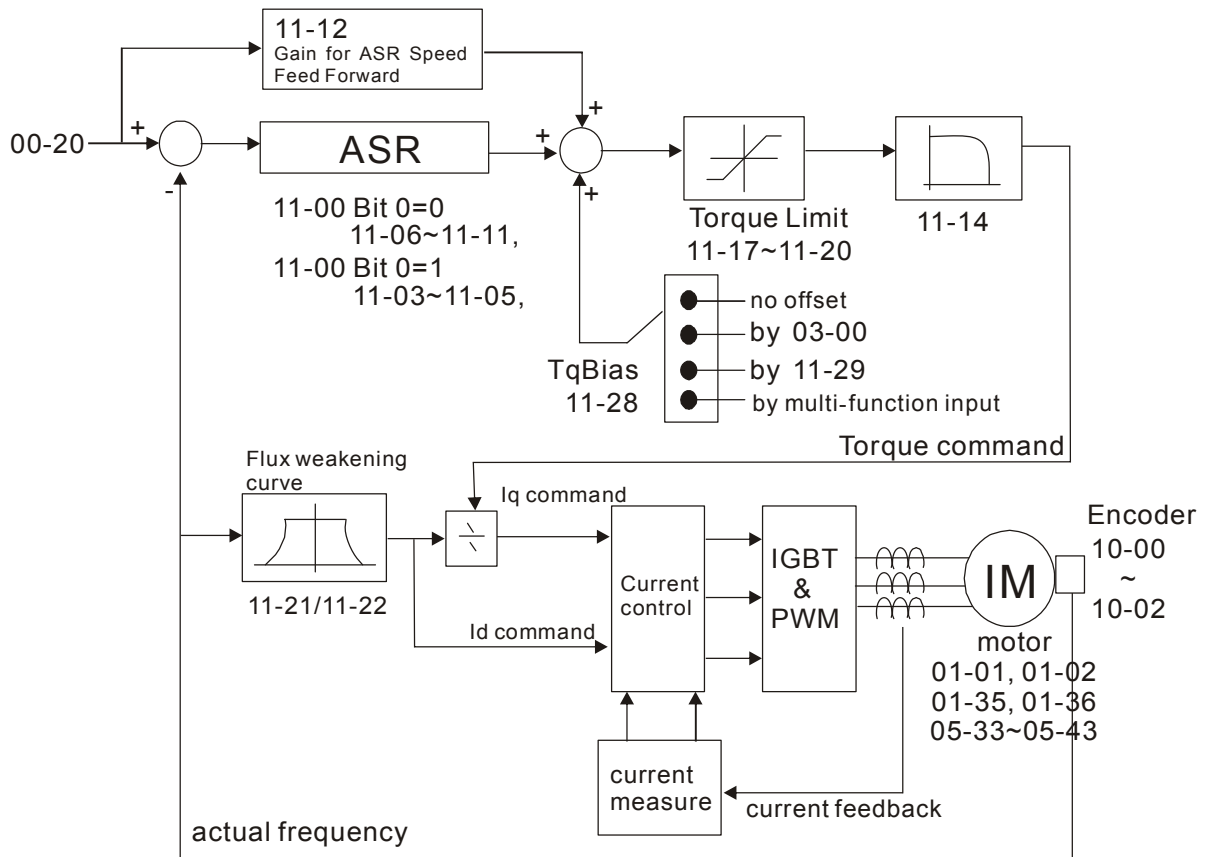 11-12
Gain for ASR Speed
Feed Forward
+
00-20
+
ASR
+
+
-
11-00 Bit 0=0
11-06~11-11,
11-00 Bit 0=1
11-03~11-05,
Torque Limit
11-17~11-20
11-14
no offset
by 03-00
by 11-29
by multi-function input
TqBias
11-28
Torque command
Flux weakening
curve
11-21/11-22
Iq command
Id command
Current
control
IGBT
&
PWM
IM
motor
01-01, 01-02
01-35, 01-36
05-33~05-43
Encoder
10-00
~
10-02
current
measure
current feedback
actual frequency